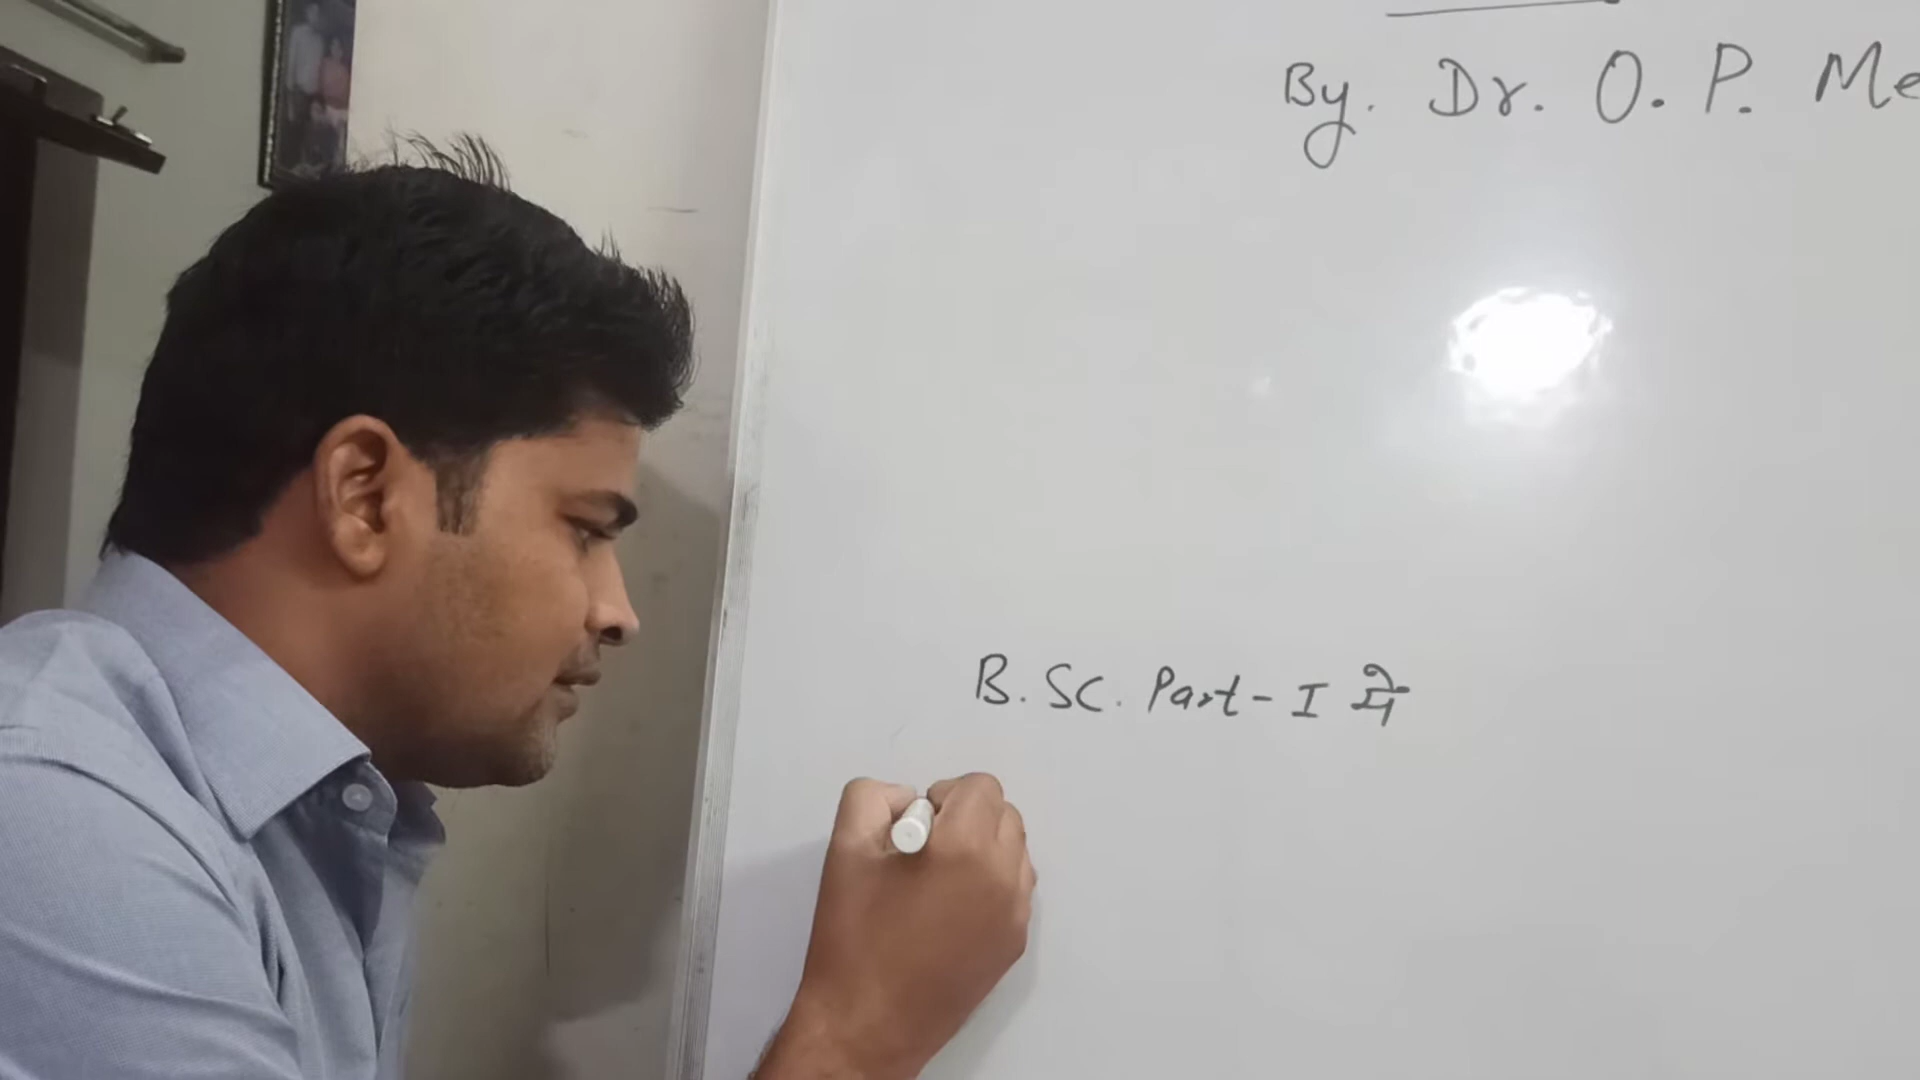 By. Dr. O. P. Me
B. SC. Part - I में